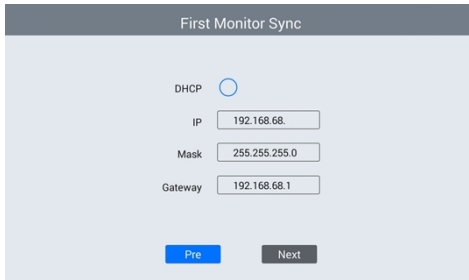 First Monitor Sync
DHCP
IP 192.168.68.
Mask 255.255.255.0
Gateway 192.168.68.1
Pre Next